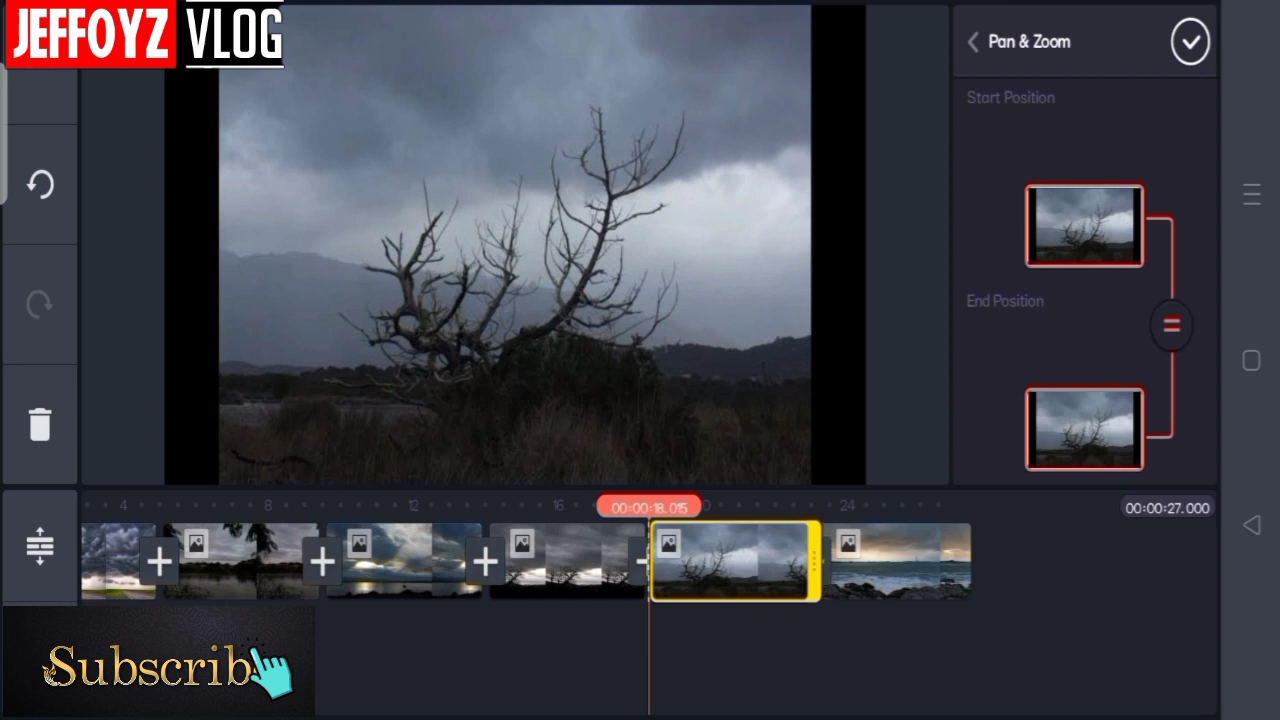 JEFFOYZ VLOG
Pan & Zoom
Start Position
End Position
4 8 12 16 00:00:18.015 0 24 00:00:27.000
Subscrib